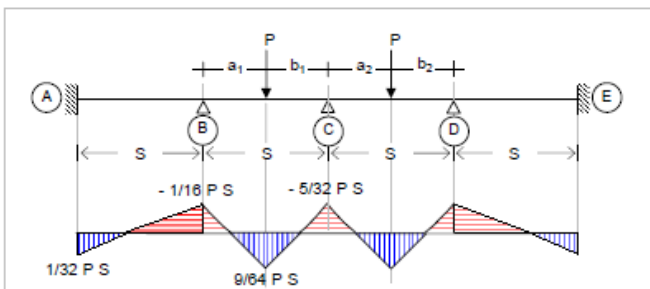 P P
a1 b1 a2 b2
A E
B C D
S S S S
- 1/16 P S - 5/32 P S
1/32 P S 9/64 P S